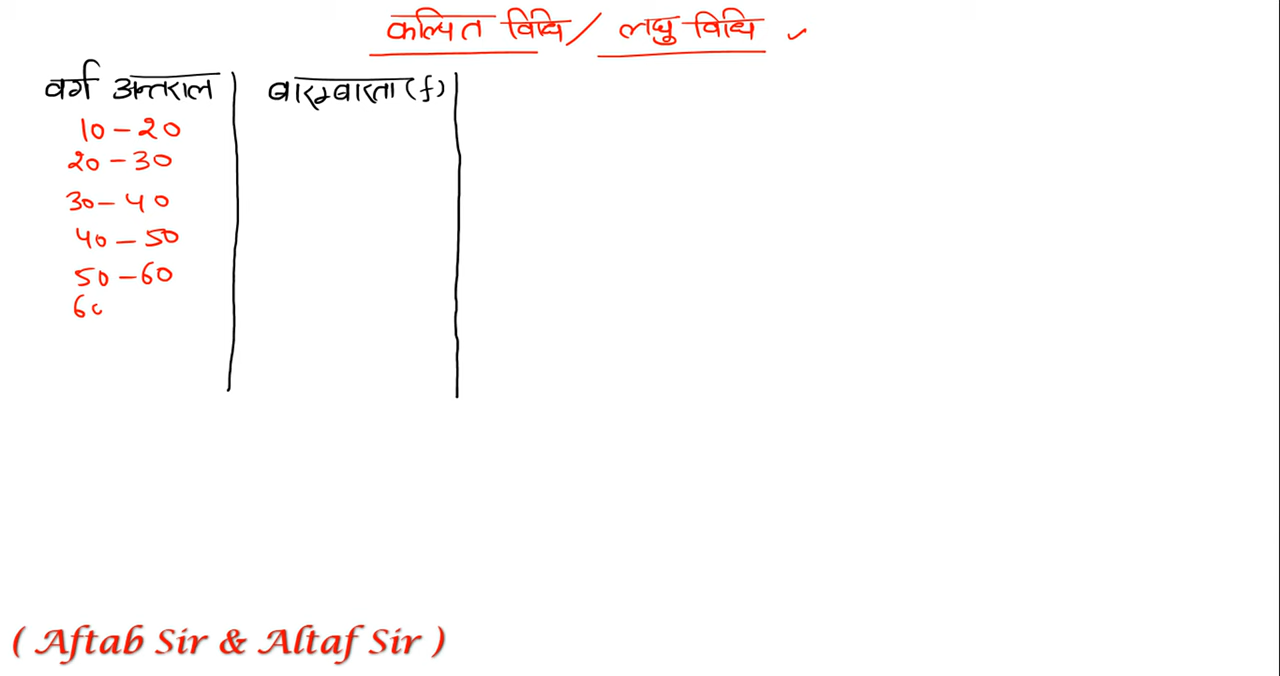 कल्पित विधि / लघु विधि
वर्ग अन्तराल बारम्बारता (f)
10 - 20
20 - 30
30 - 40
40 - 50
50 - 60
60
( Aftab Sir & Altaf Sir )